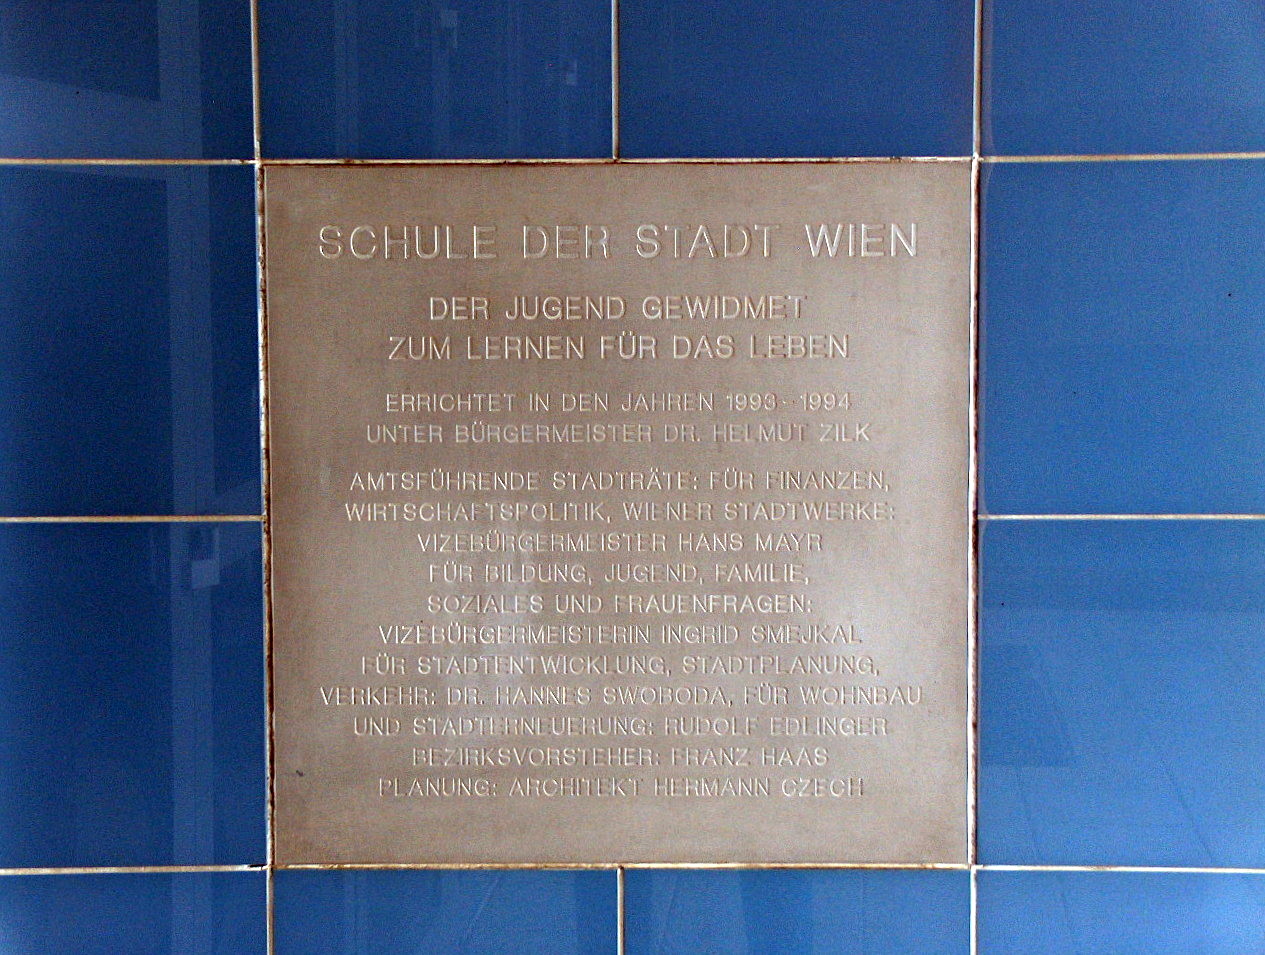 SCHULE DER STADT WIEN
DER JUGEND GEWIDMET
ZUM LERNEN FÜR DAS LEBEN
ERRICHTET IN DEN JAHREN 1993 - 1994
UNTER BÜRGERMEISTER DR. HELMUT ZILK
AMTSFÜHRENDE STADTRÄTE: FÜR FINANZEN,
WIRTSCHAFTSPOLITIK, WIENER STADTWERKE:
VIZEBÜRGERMEISTER HANS MAYR
FÜR BILDUNG, JUGEND, FAMILIE,
SOZIALES UND FRAUENFRAGEN:
VIZEBÜRGERMEISTERIN INGRID SMEJKAL,
FÜR STADTENTWICKLUNG, STADTPLANUNG,
VERKEHR: DR. HANNES SWOBODA, FÜR WOHNBAU
UND STADTERNEUERUNG: RUDOLF EDLINGER
BEZIRKSVORSTEHER: FRANZ HAAS
PLANUNG: ARCHITEKT HERMANN CZECH